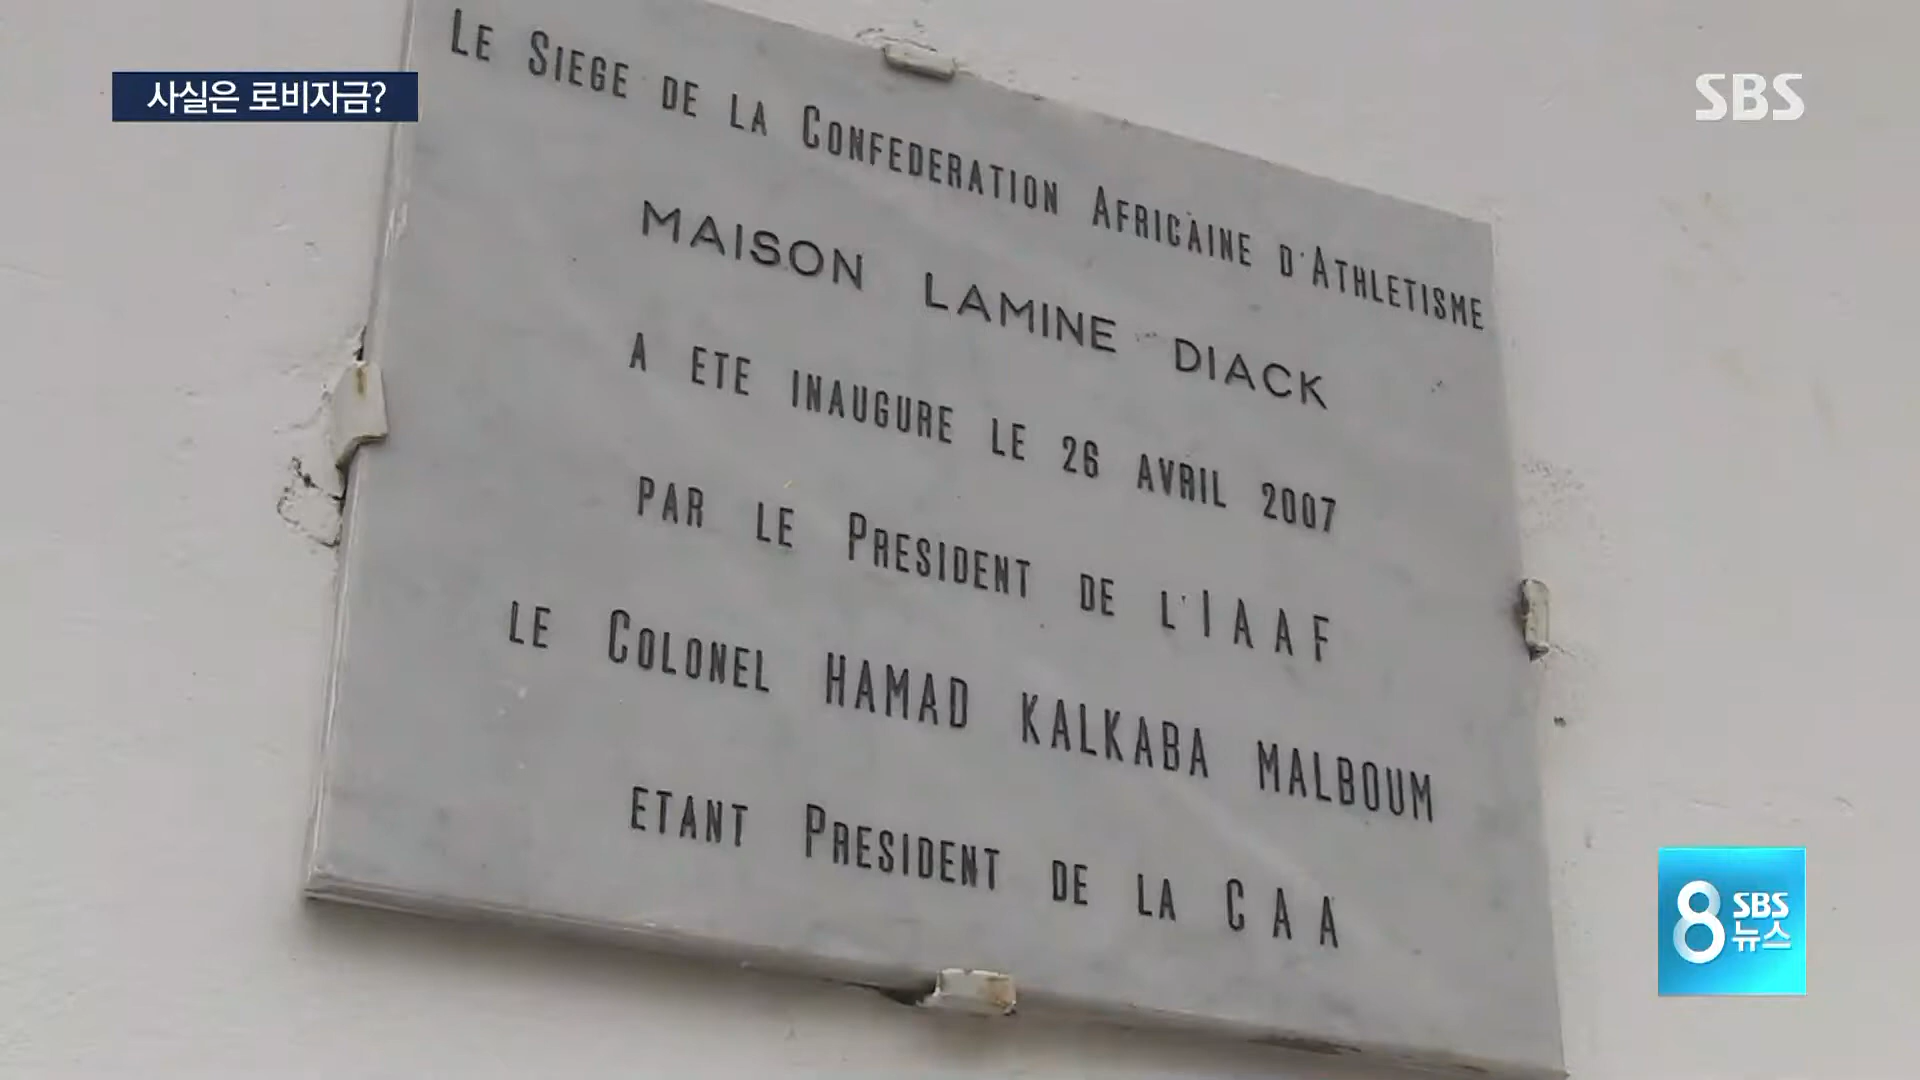 사실은 로비자금?
SBS
LE SIEGE DE LA CONFEDERATION AFRICAINE D'ATHLETISME
MAISON LAMINE DIACK
A ETE INAUGURE LE 26 AVRIL 2007
PAR LE PRESIDENT DE L'IAAF
LE COLONEL HAMAD KALKABA MALBOUM
ETANT PRESIDENT DE LA CAA
8 SBS
뉴스